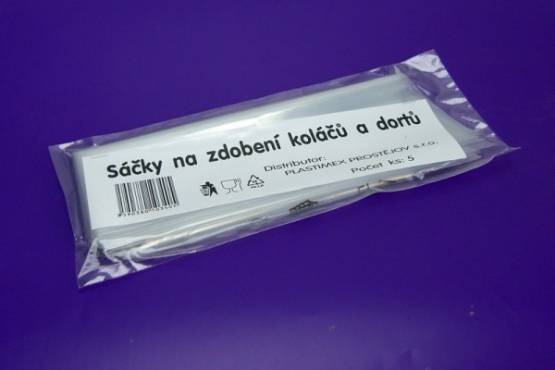 Sáčky na zdobení koláčů a dortů
Distributor:
PLASTIMEX PROSTĚJOV s.r.o.
Počet ks: 5